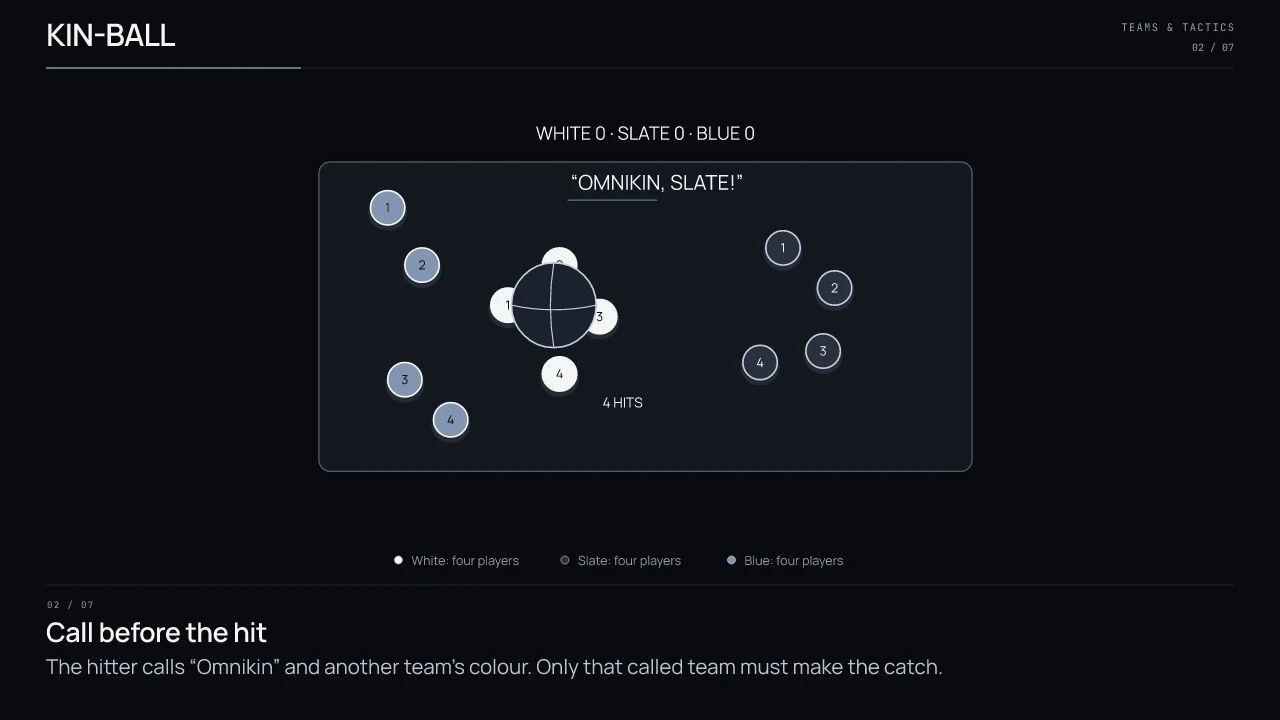 KIN-BALL
TEAMS & TACTICS
02 / 07
WHITE 0 · SLATE 0 · BLUE 0
“OMNIKIN, SLATE!”
1
2
3
4
1
3
4
4 HITS
1
2
3
4
White: four players
Slate: four players
Blue: four players
02 / 07
Call before the hit
The hitter calls “Omnikin” and another team’s colour. Only that called team must make the catch.